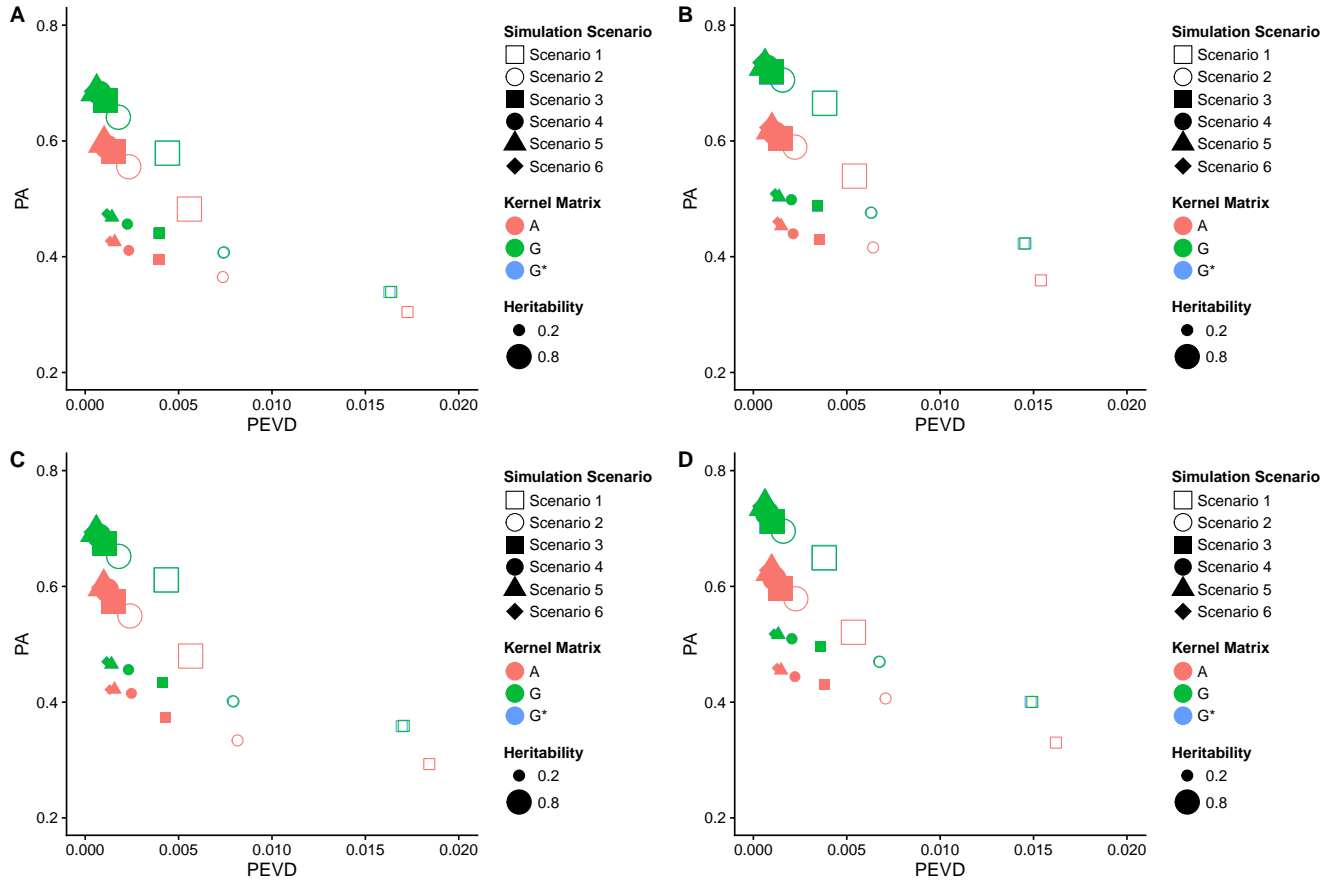 A
0.8
0.6
0.4
0.2
PA
0.000
0.005
0.010
0.015
0.020
PEVD
Simulation Scenario
Scenario 1
Scenario 2
Scenario 3
Scenario 4
Scenario 5
Scenario 6
Kernel Matrix
A
G
G*
Heritability
0.2
0.8
B
0.8
0.6
0.4
0.2
PA
0.000
0.005
0.010
0.015
0.020
PEVD
Simulation Scenario
Scenario 1
Scenario 2
Scenario 3
Scenario 4
Scenario 5
Scenario 6
Kernel Matrix
A
G
G*
Heritability
0.2
0.8
C
0.8
0.6
0.4
0.2
PA
0.000
0.005
0.010
0.015
0.020
PEVD
Simulation Scenario
Scenario 1
Scenario 2
Scenario 3
Scenario 4
Scenario 5
Scenario 6
Kernel Matrix
A
G
G*
Heritability
0.2
0.8
D
0.8
0.6
0.4
0.2
PA
0.000
0.005
0.010
0.015
0.020
PEVD
Simulation Scenario
Scenario 1
Scenario 2
Scenario 3
Scenario 4
Scenario 5
Scenario 6
Kernel Matrix
A
G
G*
Heritability
0.2
0.8